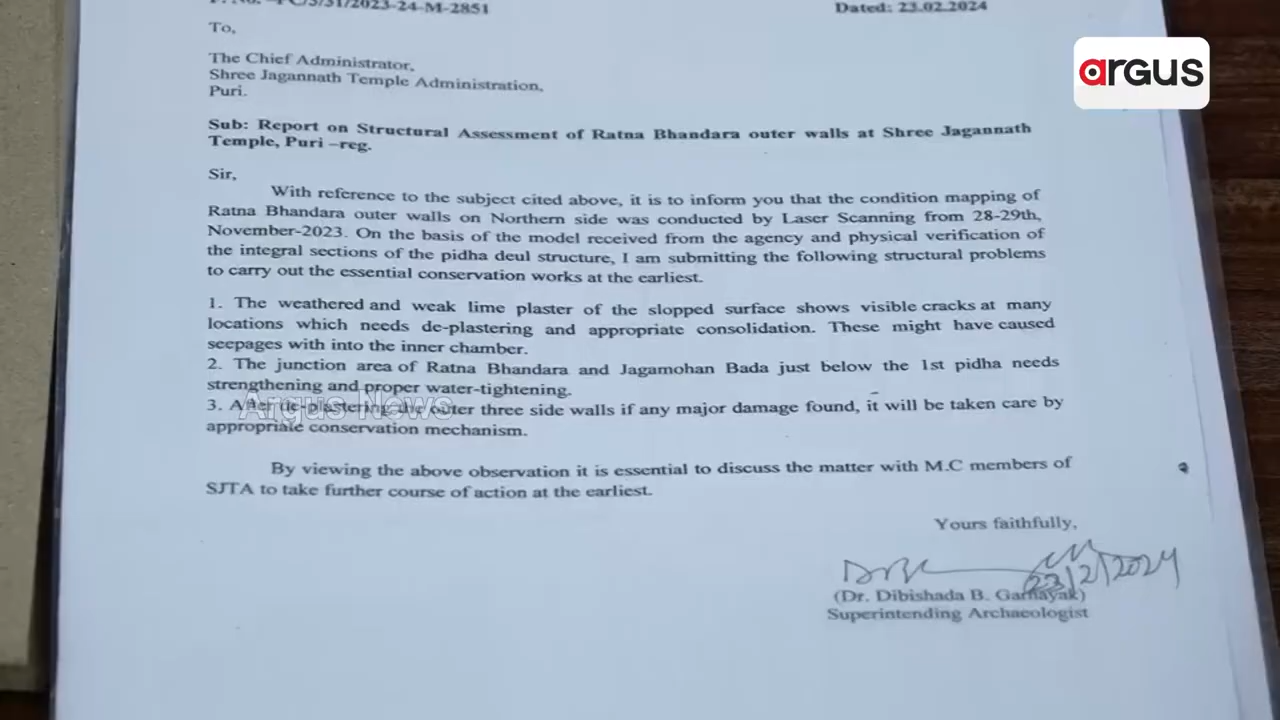 2023-24-M-2851
Dated: 23.02.2024
argus
To,
The Chief Administrator,
Shree Jagannath Temple Administration,
Puri.
Sub: Report on Structural Assessment of Ratna Bhandara outer walls at Shree Jagannath
Temple, Puri –reg.
Sir,
With reference to the subject cited above, it is to inform you that the condition mapping of
Ratna Bhandara outer walls on Northern side was conducted by Laser Scanning from 28-29th,
November-2023. On the basis of the model received from the agency and physical verification of
the integral sections of the pidha deul structure, I am submitting the following structural problems
to carry out the essential conservation works at the earliest.
1. The weathered and weak lime plaster of the slopped surface shows visible cracks at many
locations which needs de-plastering and appropriate consolidation. These might have caused
seepages with into the inner chamber.
2. The junction area of Ratna Bhandara and Jagamohan Bada just below the 1st pidha needs
strengthening and proper water-tightening.
3. After de-plastering the outer three side walls if any major damage found, it will be taken care by
Argus News
appropriate conservation mechanism.
By viewing the above observation it is essential to discuss the matter with M.C members of
SJTA to take further course of action at the earliest.
Yours faithfully,
23/2/2024
(Dr. Dibishada B. Garnayak)
Superintending Archaeologist